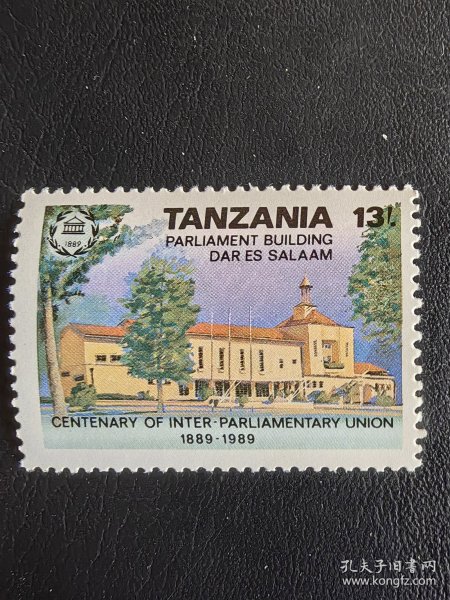 TANZANIA 13/-
PARLIAMENT BUILDING
DAR ES SALAAM
1889
CENTENARY OF INTER-PARLIAMENTARY UNION
1889-1989
孔夫子旧书网
www.kongfz.com